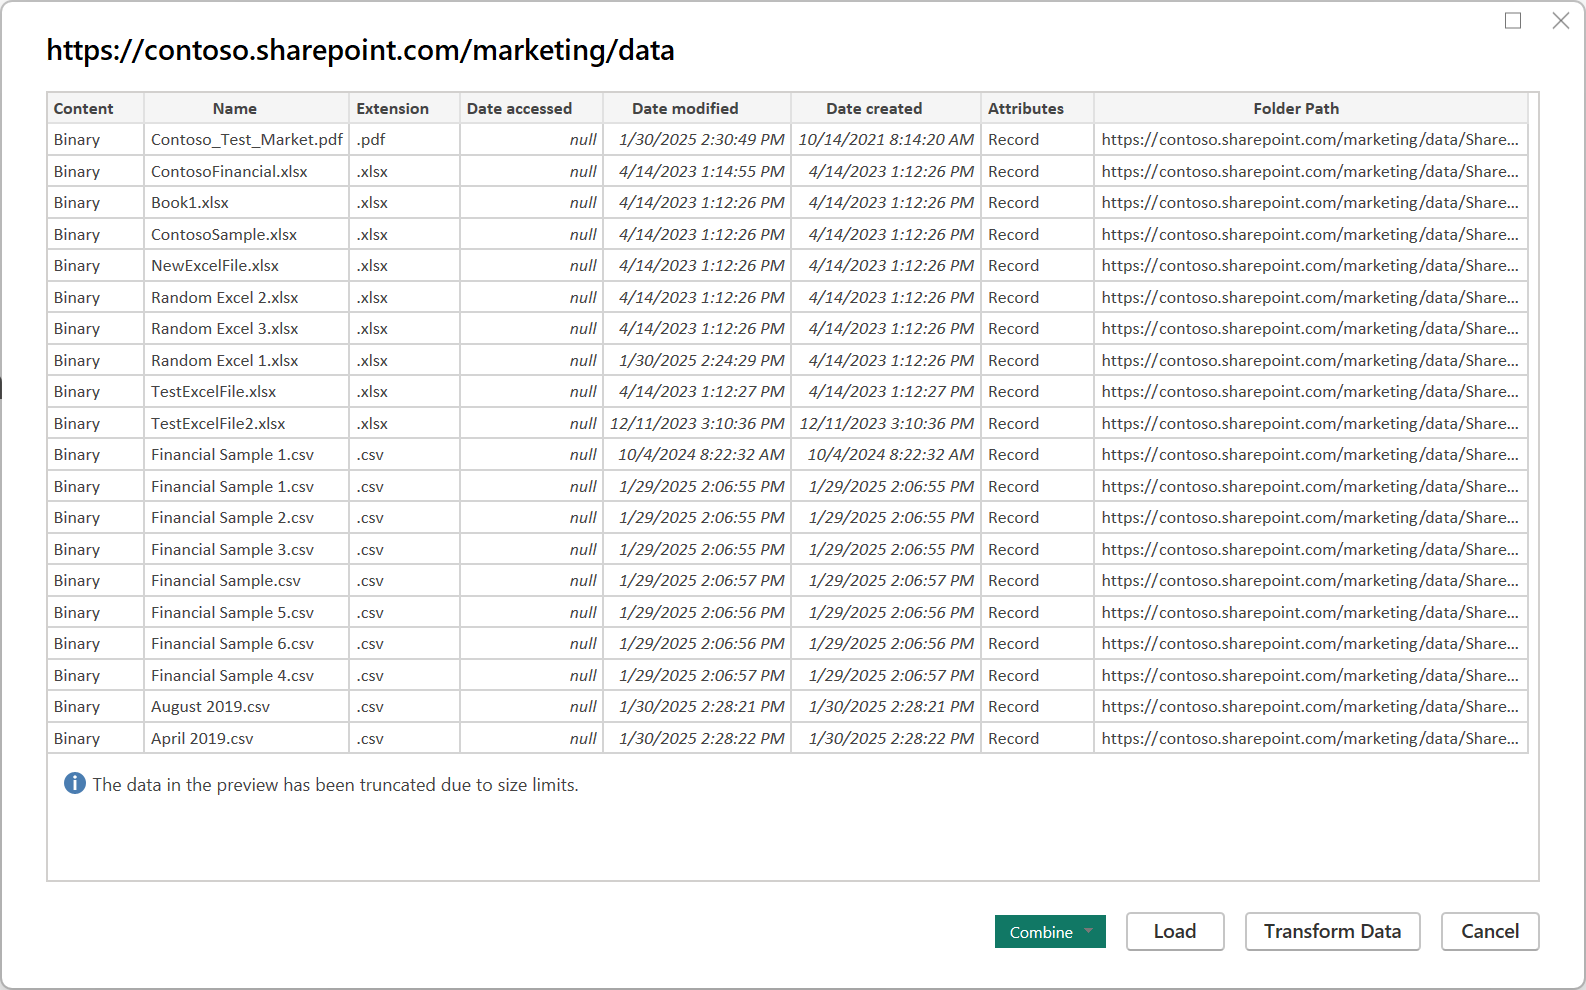 https://contoso.sharepoint.com/marketing/data
Content Name Extension Date accessed Date modified Date created Attributes Folder Path
Binary Contoso_Test_Market.pdf .pdf null 1/30/2025 2:30:49 PM 10/14/2021 8:14:20 AM Record https://contoso.sharepoint.com/marketing/data/Share...
Binary ContosoFinancial.xlsx .xlsx null 4/14/2023 1:14:55 PM 4/14/2023 1:12:26 PM Record https://contoso.sharepoint.com/marketing/data/Share...
Binary Book1.xlsx .xlsx null 4/14/2023 1:12:26 PM 4/14/2023 1:12:26 PM Record https://contoso.sharepoint.com/marketing/data/Share...
Binary ContosoSample.xlsx .xlsx null 4/14/2023 1:12:26 PM 4/14/2023 1:12:26 PM Record https://contoso.sharepoint.com/marketing/data/Share...
Binary NewExcelFile.xlsx .xlsx null 4/14/2023 1:12:26 PM 4/14/2023 1:12:26 PM Record https://contoso.sharepoint.com/marketing/data/Share...
Binary Random Excel 2.xlsx .xlsx null 4/14/2023 1:12:26 PM 4/14/2023 1:12:26 PM Record https://contoso.sharepoint.com/marketing/data/Share...
Binary Random Excel 3.xlsx .xlsx null 4/14/2023 1:12:26 PM 4/14/2023 1:12:26 PM Record https://contoso.sharepoint.com/marketing/data/Share...
Binary Random Excel 1.xlsx .xlsx null 1/30/2025 2:24:29 PM 4/14/2023 1:12:26 PM Record https://contoso.sharepoint.com/marketing/data/Share...
Binary TestExcelFile.xlsx .xlsx null 4/14/2023 1:12:27 PM 4/14/2023 1:12:27 PM Record https://contoso.sharepoint.com/marketing/data/Share...
Binary TestExcelFile2.xlsx .xlsx null 12/11/2023 3:10:36 PM 12/11/2023 3:10:36 PM Record https://contoso.sharepoint.com/marketing/data/Share...
Binary Financial Sample 1.csv .csv null 10/4/2024 8:22:32 AM 10/4/2024 8:22:32 AM Record https://contoso.sharepoint.com/marketing/data/Share...
Binary Financial Sample 1.csv .csv null 1/29/2025 2:06:55 PM 1/29/2025 2:06:55 PM Record https://contoso.sharepoint.com/marketing/data/Share...
Binary Financial Sample 2.csv .csv null 1/29/2025 2:06:55 PM 1/29/2025 2:06:55 PM Record https://contoso.sharepoint.com/marketing/data/Share...
Binary Financial Sample 3.csv .csv null 1/29/2025 2:06:55 PM 1/29/2025 2:06:55 PM Record https://contoso.sharepoint.com/marketing/data/Share...
Binary Financial Sample.csv .csv null 1/29/2025 2:06:57 PM 1/29/2025 2:06:57 PM Record https://contoso.sharepoint.com/marketing/data/Share...
Binary Financial Sample 5.csv .csv null 1/29/2025 2:06:56 PM 1/29/2025 2:06:56 PM Record https://contoso.sharepoint.com/marketing/data/Share...
Binary Financial Sample 6.csv .csv null 1/29/2025 2:06:56 PM 1/29/2025 2:06:56 PM Record https://contoso.sharepoint.com/marketing/data/Share...
Binary Financial Sample 4.csv .csv null 1/29/2025 2:06:57 PM 1/29/2025 2:06:57 PM Record https://contoso.sharepoint.com/marketing/data/Share...
Binary August 2019.csv .csv null 1/30/2025 2:28:21 PM 1/30/2025 2:28:21 PM Record https://contoso.sharepoint.com/marketing/data/Share...
Binary April 2019.csv .csv null 1/30/2025 2:28:22 PM 1/30/2025 2:28:22 PM Record https://contoso.sharepoint.com/marketing/data/Share...
The data in the preview has been truncated due to size limits.
Combine Load Transform Data Cancel